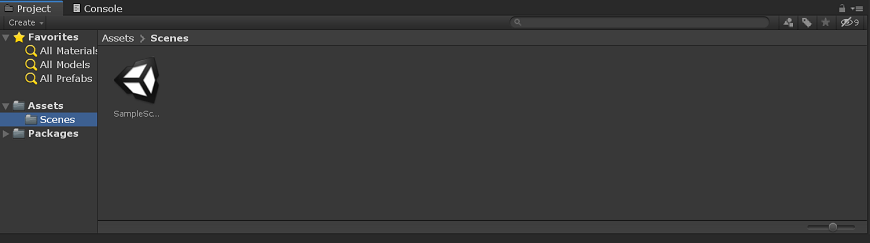 Project Console
Create
9
Favorites
All Materials
All Models
All Prefabs
Assets
Scenes
Packages
Assets > Scenes
SampleSc...